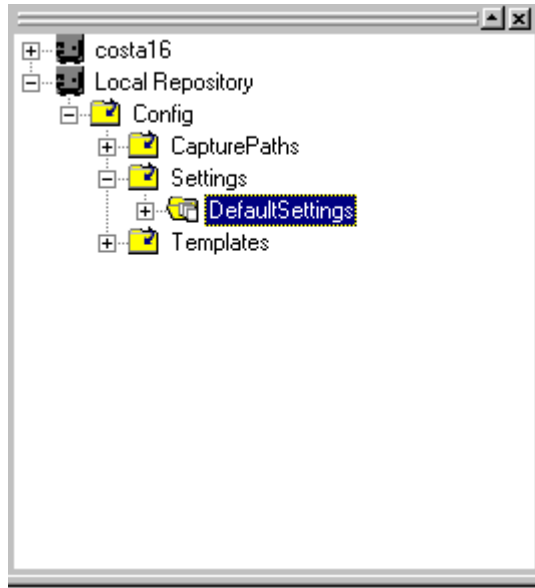 costa16
Local Repository
Config
CapturePaths
Settings
DefaultSettings
Templates